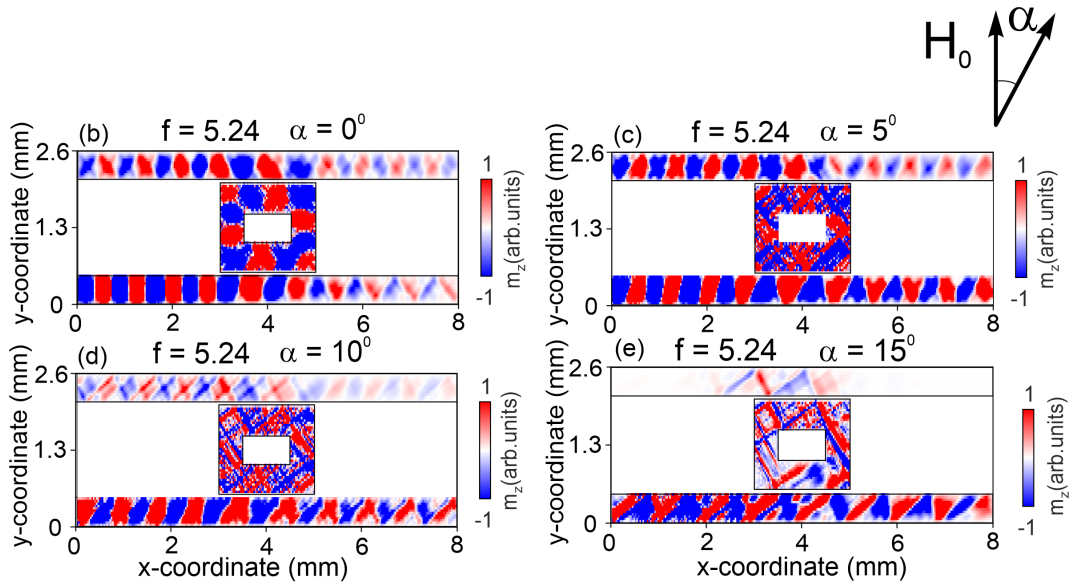 H₀ α
(b) f = 5.24 α = 0⁰
y-coordinate (mm)
2.6
1.3
0
0 2 4 6 8
1
-1
m_z(arb.units)
(c) f = 5.24 α = 5⁰
y-coordinate (mm)
2.6
1.3
0
0 2 4 6 8
1
-1
m_z(arb.units)
(d) f = 5.24 α = 10⁰
y-coordinate (mm)
2.6
1.3
0
0 2 4 6 8
x-coordinate (mm)
1
-1
m_z(arb.units)
(e) f = 5.24 α = 15⁰
y-coordinate (mm)
2.6
1.3
0
0 2 4 6 8
x-coordinate (mm)
1
-1
m_z(arb.units)